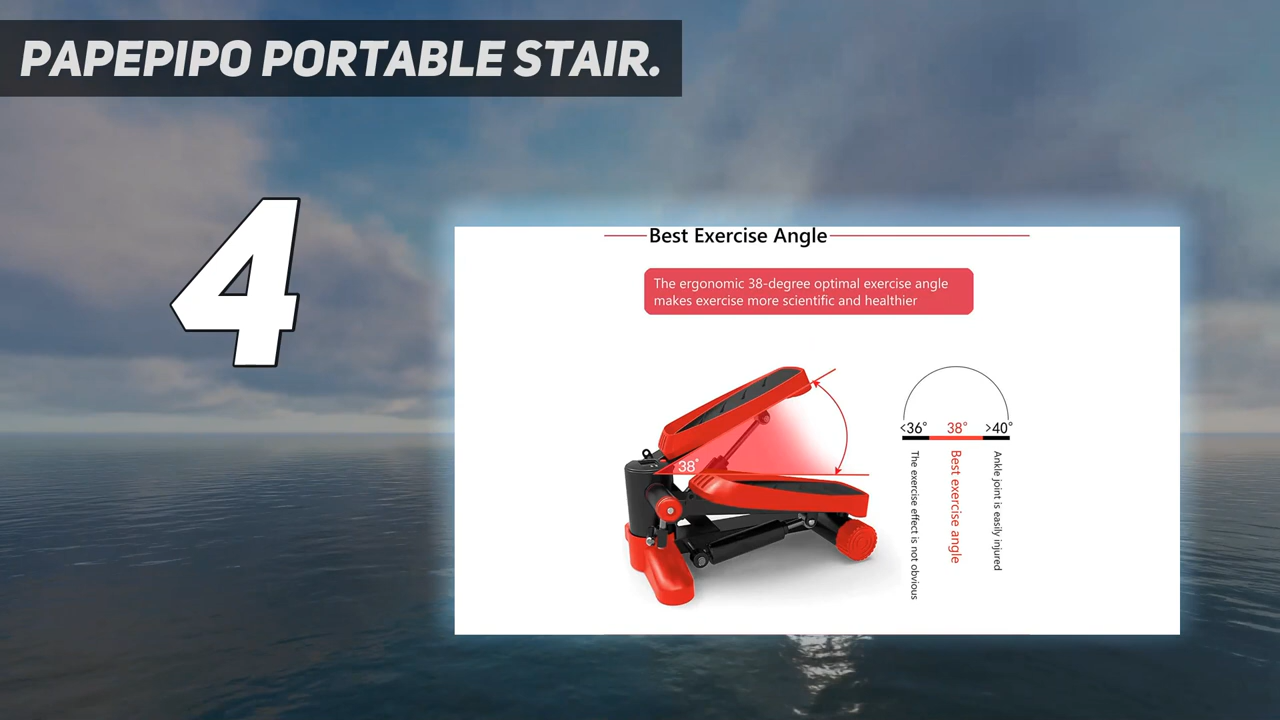 PAPEPIPO PORTABLE STAIR.
4
Best Exercise Angle
The ergonomic 38-degree optimal exercise angle
makes exercise more scientific and healthier
38°
<36° 38° >40°
The exercise effect is not obvious
Best exercise angle
Ankle joint is easily injured